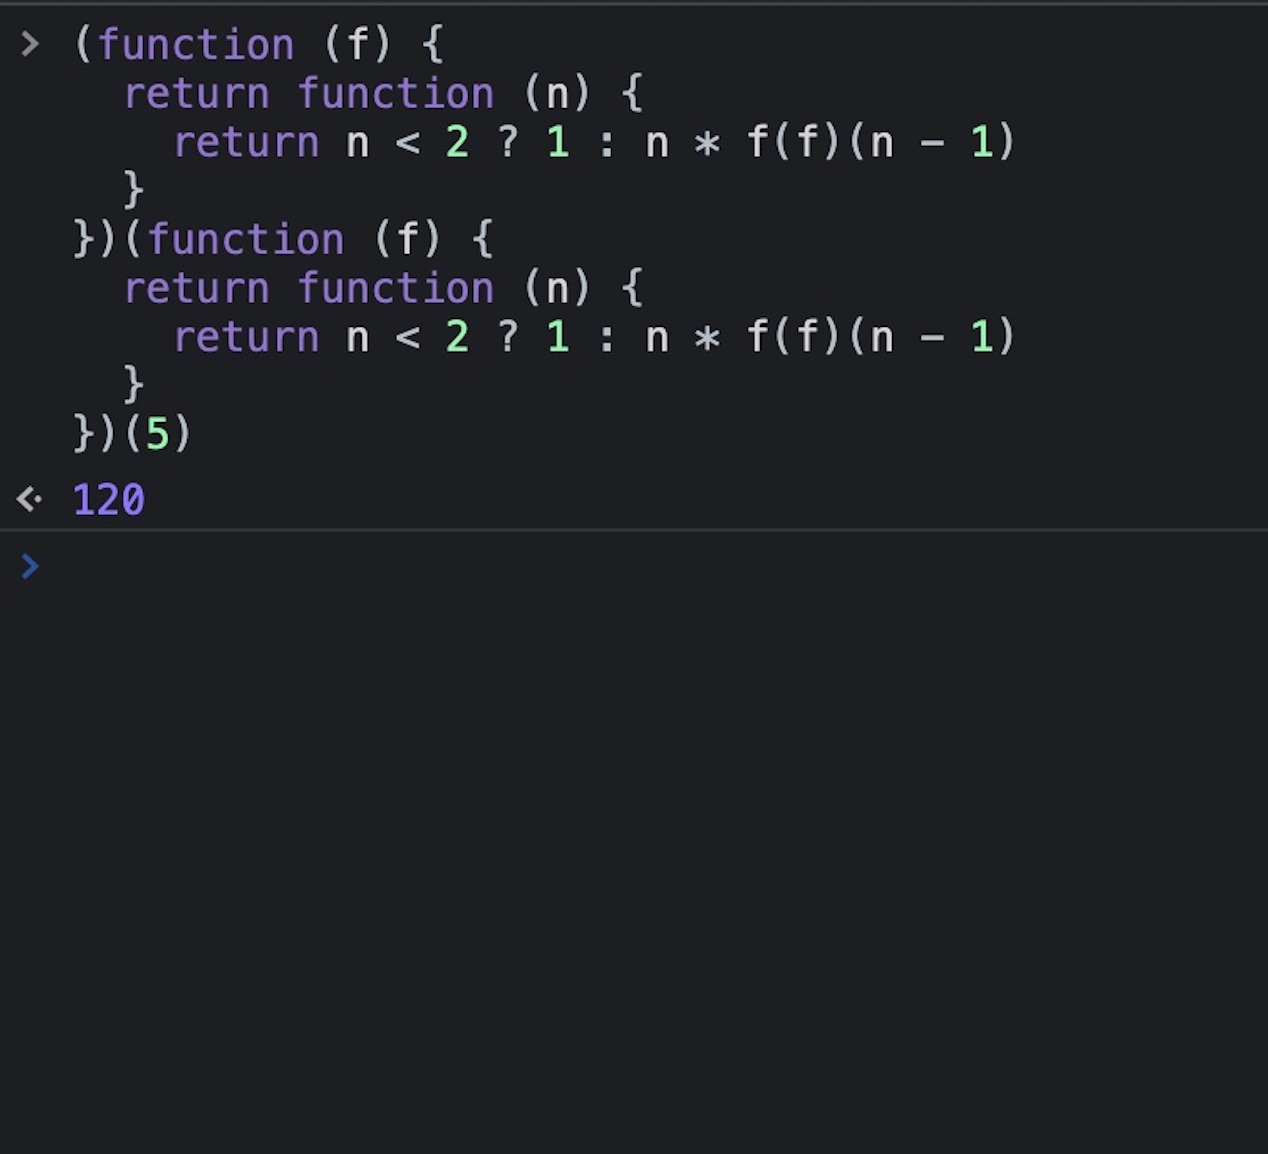 > (function (f) {
return function (n) {
return n < 2 ? 1 : n * f(f)(n - 1)
}
})(function (f) {
return function (n) {
return n < 2 ? 1 : n * f(f)(n - 1)
}
})(5)
120
>